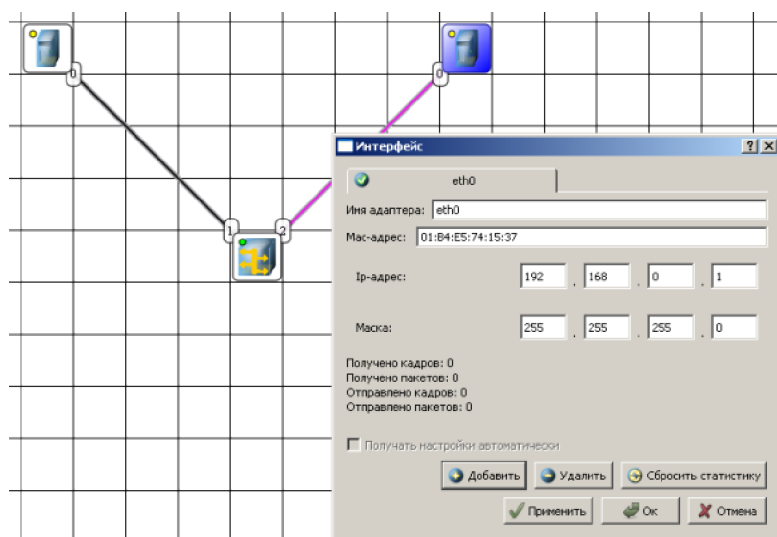 0
0
1
2
Интерфейс
eth0
Имя адаптера: eth0
Mac-адрес: 01:B4:E5:74:15:37
Ip-адрес: 192 . 168 . 0 . 1
Маска: 255 . 255 . 255 . 0
Получено кадров: 0
Получено пакетов: 0
Отправлено кадров: 0
Отправлено пакетов: 0
Получать настройки автоматически
Добавить Удалить Сбросить статистику
Применить Ок Отмена